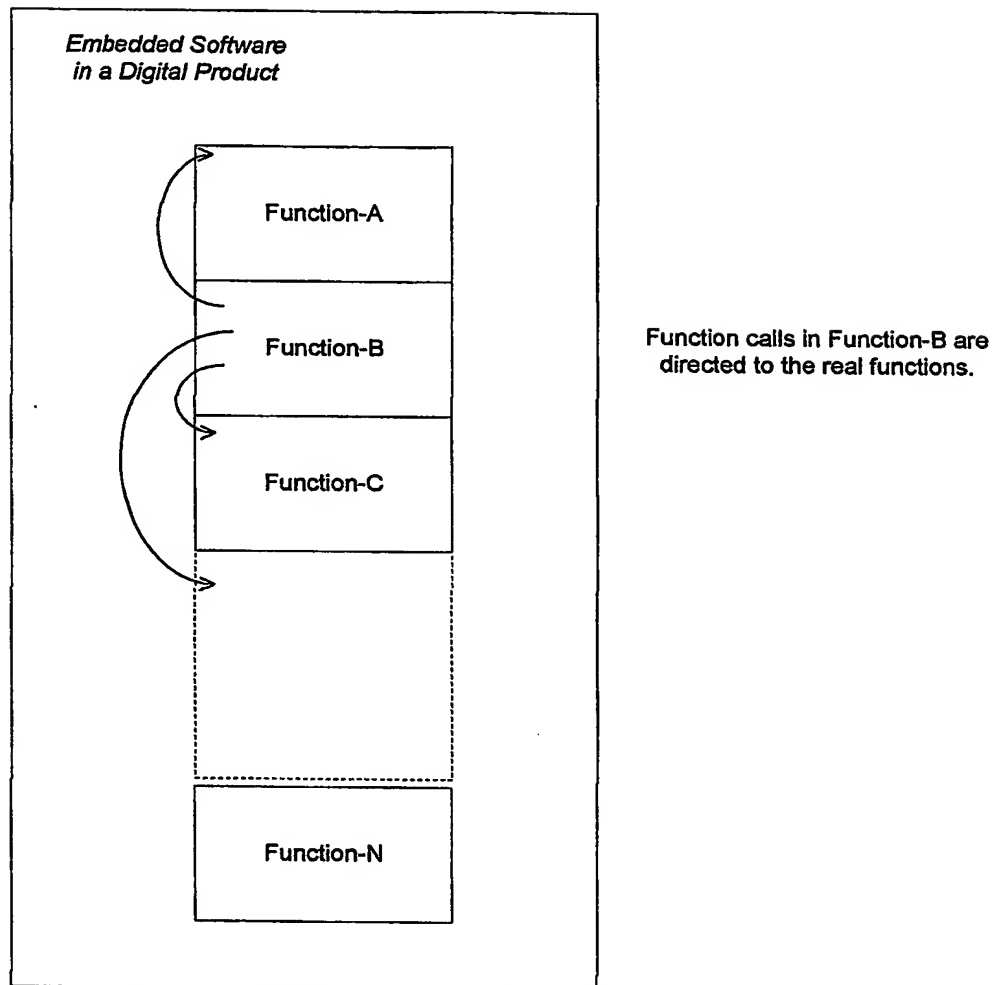 Embedded Software
in a Digital Product
Function-A
Function-B
Function calls in Function-B are
directed to the real functions.
Function-C
Function-N